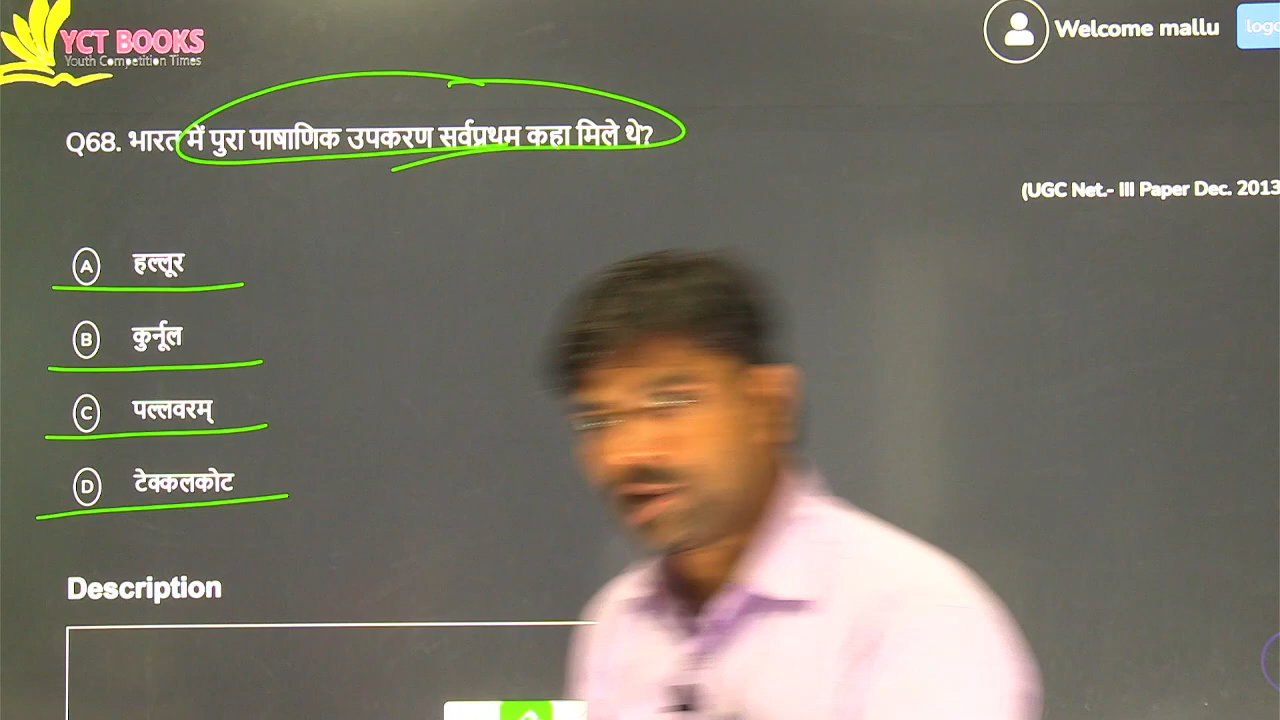 YCT BOOKS
Youth Competition Times
Welcome mallu
Q68. भारत में पुरा पाषाणिक उपकरण सर्वप्रथम कहा मिले थे?
(UGC Net.- III Paper Dec. 2013
A हल्लूर
B कुर्नूल
C पल्लवरम्
D टेक्कलकोट
Description